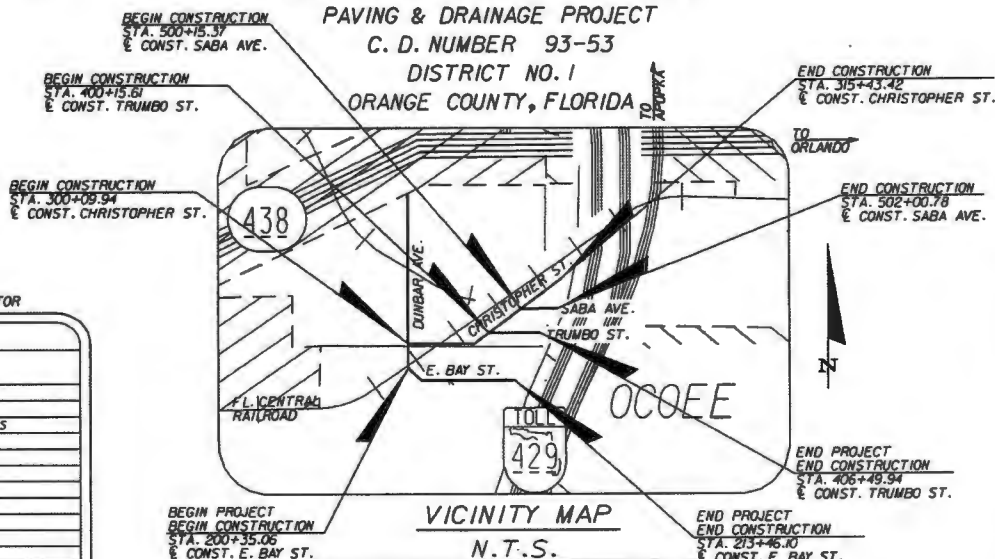 PAVING & DRAINAGE PROJECT
C. D. NUMBER 93-53
DISTRICT NO. 1
ORANGE COUNTY, FLORIDA
BEGIN CONSTRUCTION
STA. 500+15.37
℄ CONST. SABA AVE.
BEGIN CONSTRUCTION
STA. 400+15.61
℄ CONST. TRUMBO ST.
BEGIN CONSTRUCTION
STA. 300+09.94
℄ CONST. CHRISTOPHER ST.
TO
APOPKA
END CONSTRUCTION
STA. 315+43.42
℄ CONST. CHRISTOPHER ST.
TO
ORLANDO
END CONSTRUCTION
STA. 502+00.78
℄ CONST. SABA AVE.
438
DUNBAR AVE.
CHRISTOPHER ST.
SABA AVE.
TRUMBO ST.
E. BAY ST.
FL. CENTRAL
RAILROAD
OCOEE
TOLL
429
N
TOR
S
END PROJECT
END CONSTRUCTION
STA. 406+49.94
℄ CONST. TRUMBO ST.
BEGIN PROJECT
BEGIN CONSTRUCTION
STA. 200+35.06
℄ CONST. E. BAY ST.
VICINITY MAP
N.T.S.
END PROJECT
END CONSTRUCTION
STA. 213+46.10
℄ CONST. E. BAY ST.